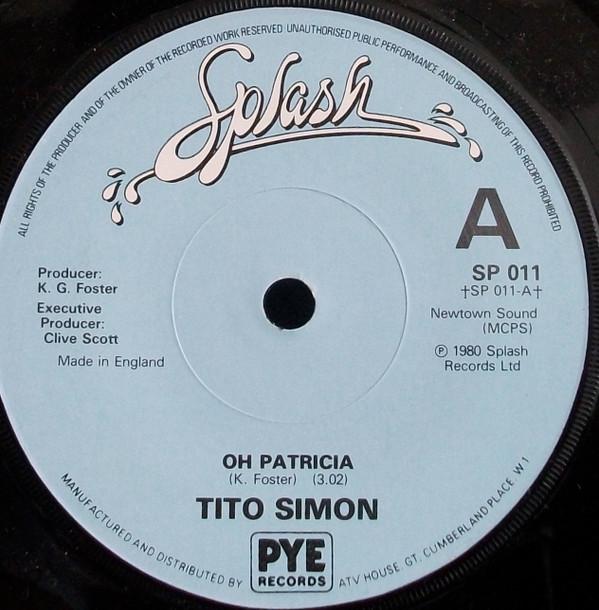 ALL RIGHTS OF THE PRODUCER AND OF THE OWNER OF THE RECORDED WORK RESERVED UNAUTHORISED PUBLIC PERFORMANCE AND BROADCASTING OF THIS RECORD PROHIBITED
Splash
A
SP 011
†SP 011-A†
Newtown Sound
(MCPS)
℗ 1980 Splash
Records Ltd
Producer:
K. G. Foster
Executive
Producer:
Clive Scott
Made in England
OH PATRICIA
(K. Foster) (3.02)
TITO SIMON
MANUFACTURED AND DISTRIBUTED BY
PYE
RECORDS
ATV HOUSE, GT. CUMBERLAND PLACE, W1